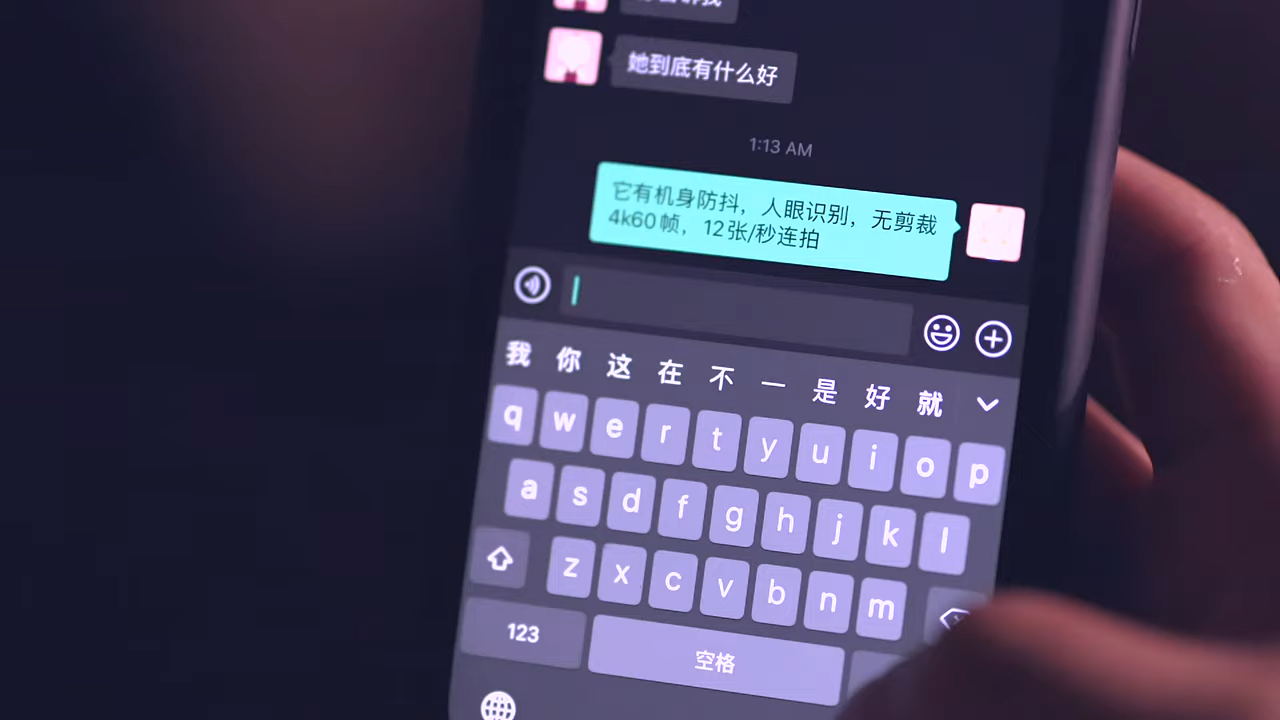 她到底有什么好
1:13 AM
它有机身防抖，人眼识别，无剪裁
4k60帧，12张/秒连拍
我 你 这 在 不 一 是 好 就
q w e r t y u i o p
a s d f g h j k l
z x c v b n m
123 空格